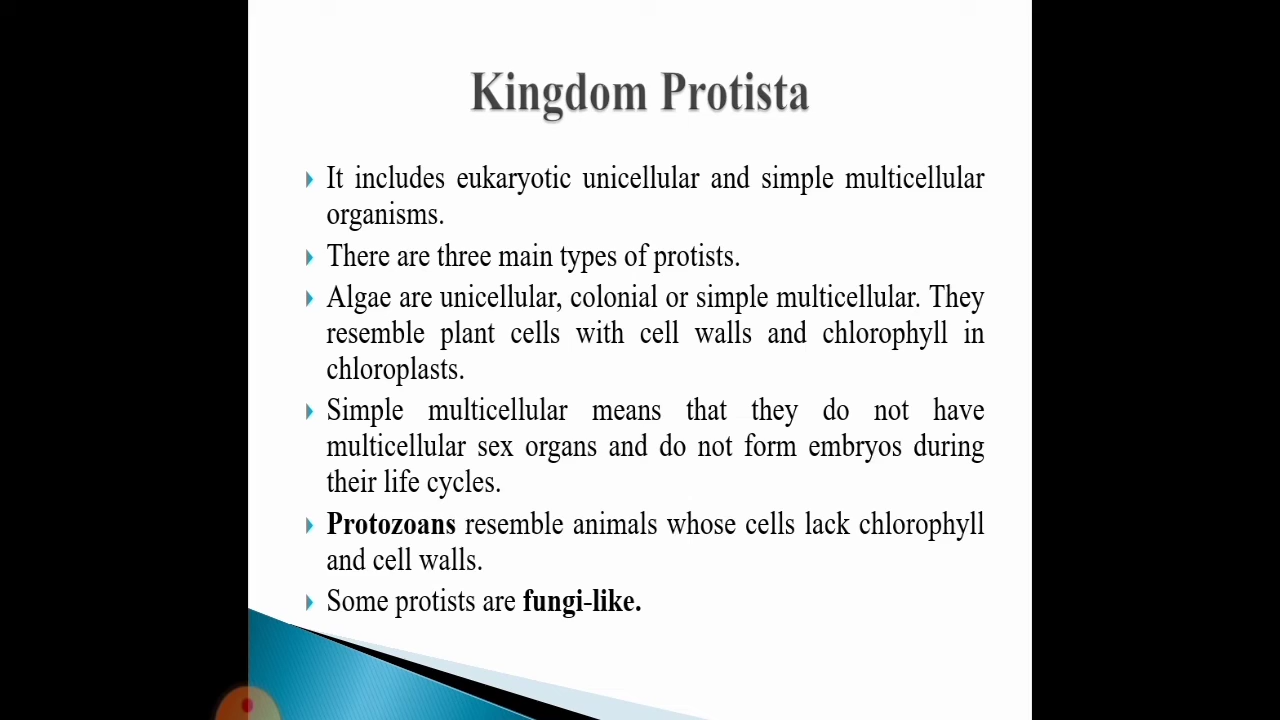 Kingdom Protista
It includes eukaryotic unicellular and simple multicellular
organisms.
There are three main types of protists.
Algae are unicellular, colonial or simple multicellular. They
resemble plant cells with cell walls and chlorophyll in
chloroplasts.
Simple multicellular means that they do not have
multicellular sex organs and do not form embryos during
their life cycles.
Protozoans resemble animals whose cells lack chlorophyll
and cell walls.
Some protists are fungi-like.